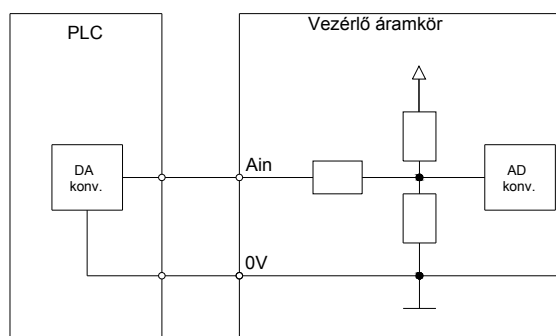 PLC
Vezérlő áramkör
DA
konv.
Ain
AD
konv.
0V